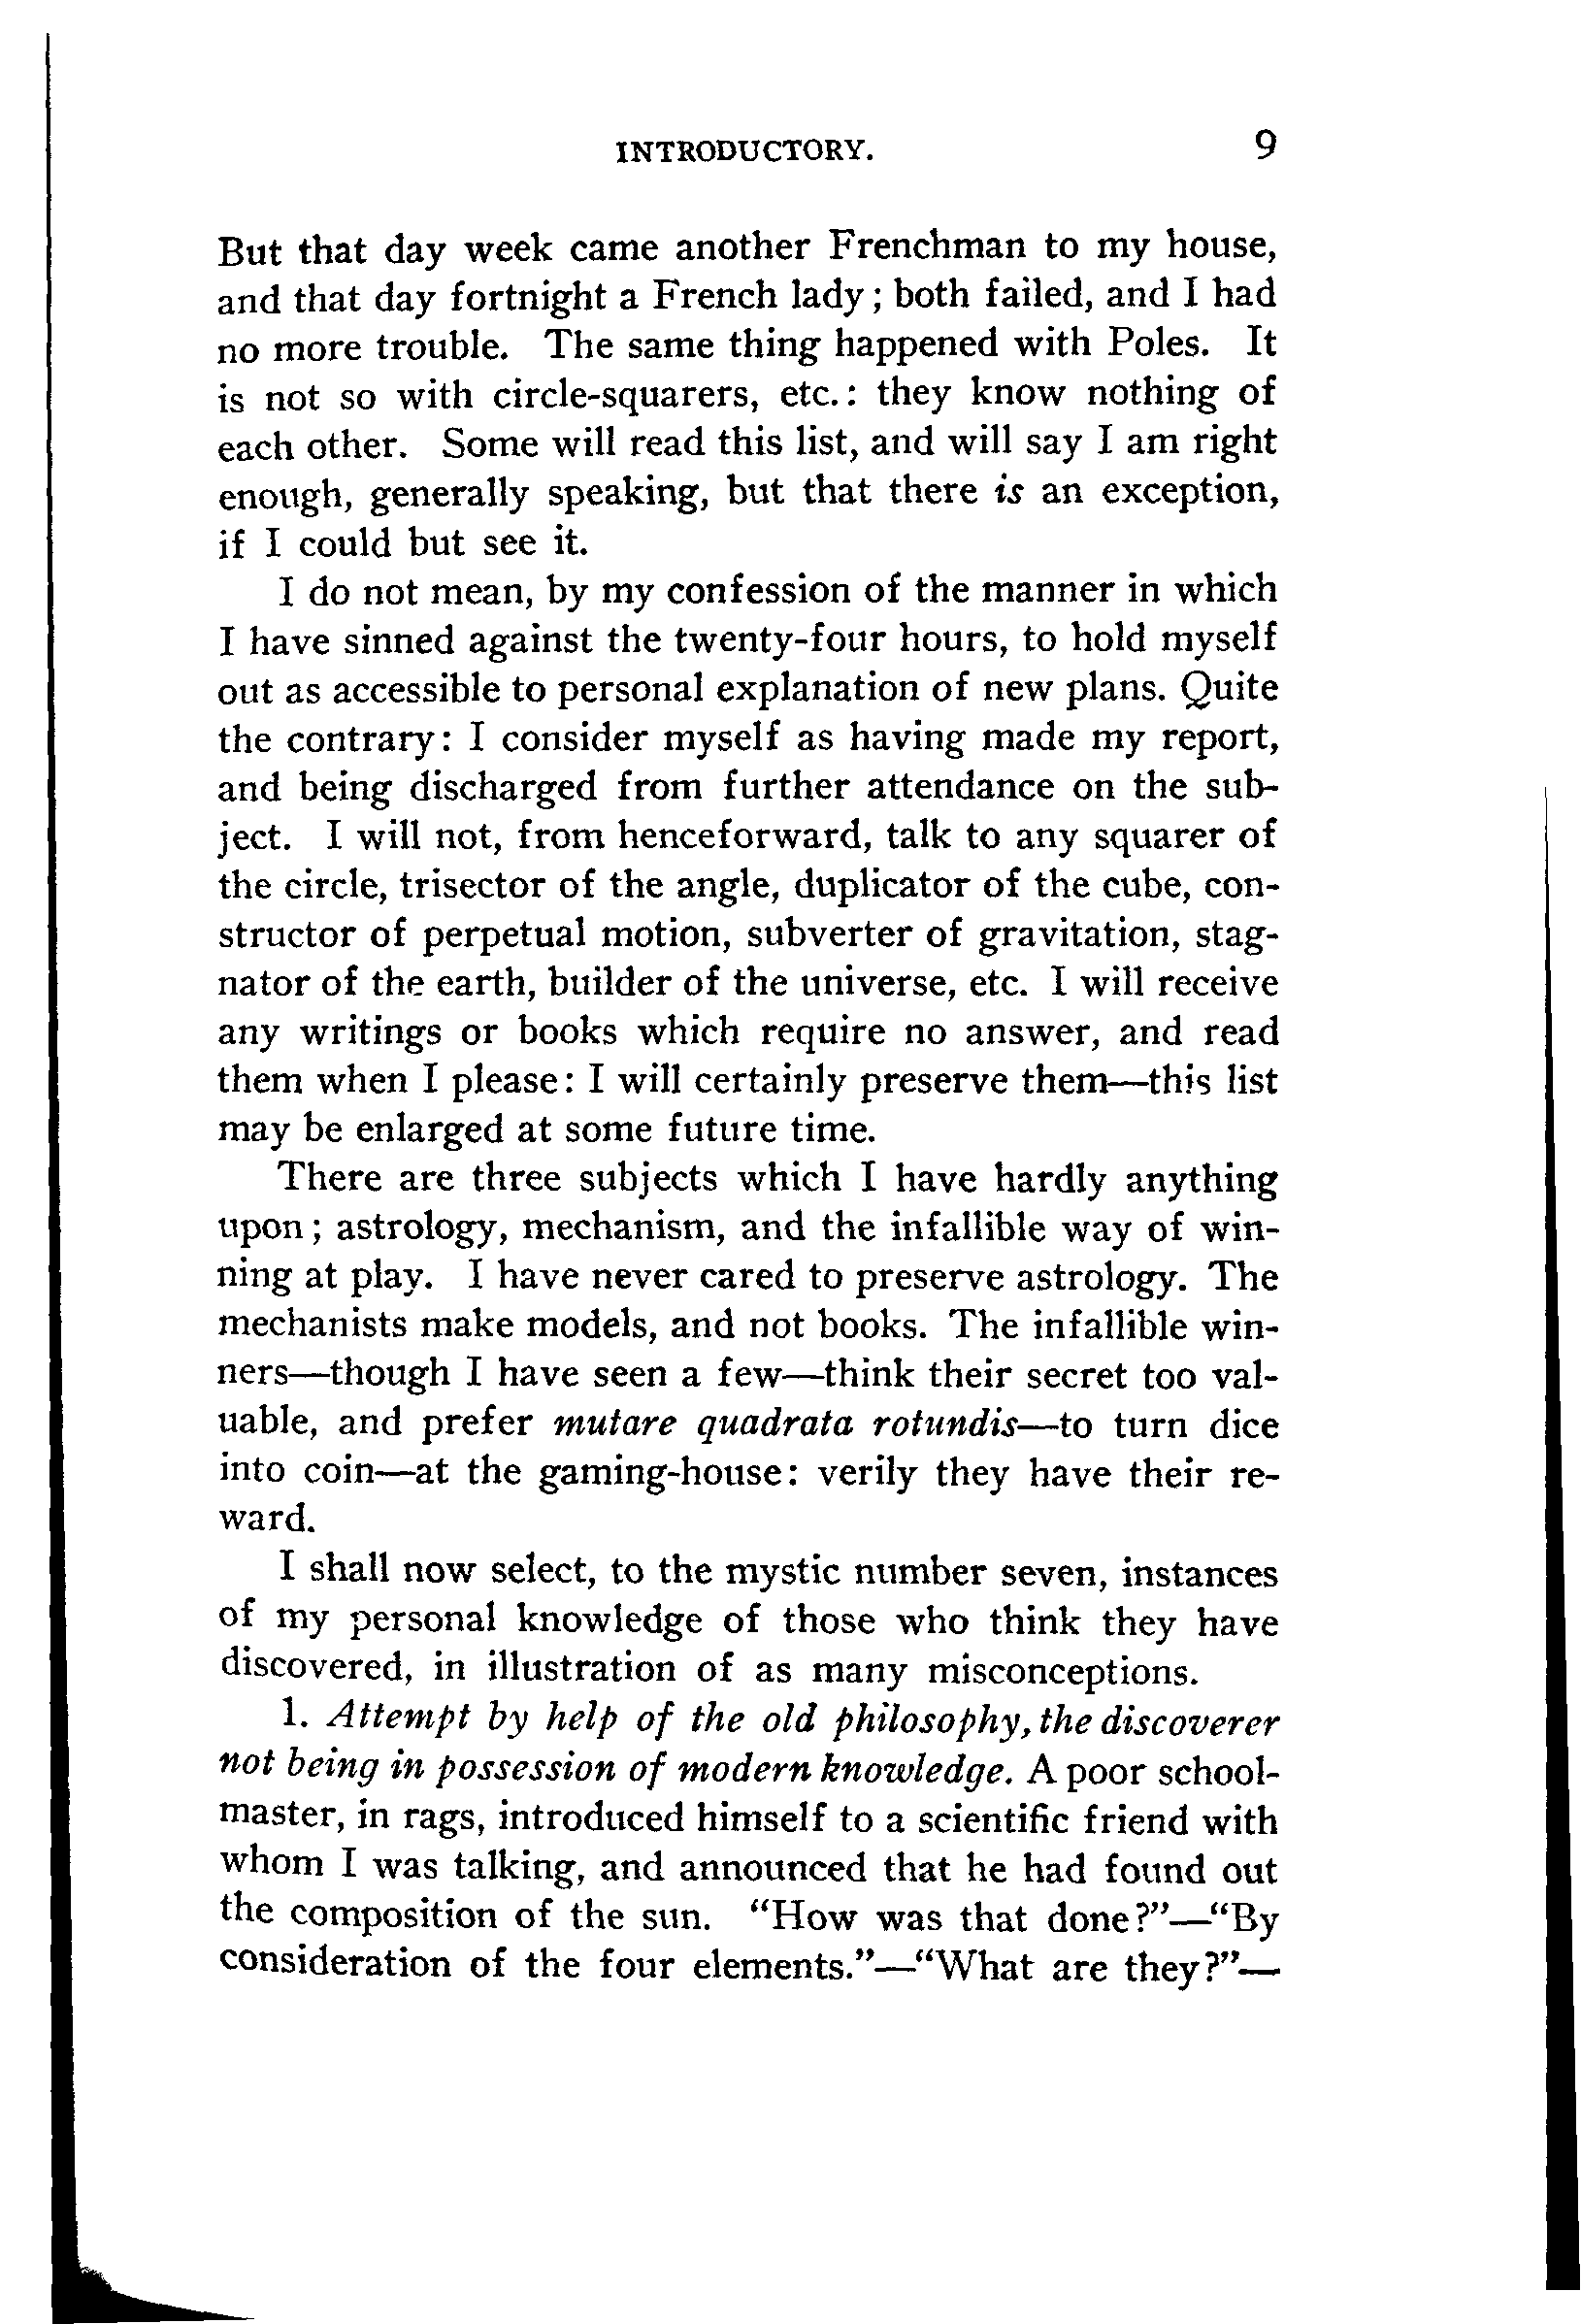 INTRODUCTORY. 9
But that day week came another Frenchman to my house,
and that day fortnight a French lady; both failed, and I had
no more trouble. The same thing happened with Poles. It
is not so with circle-squarers, etc.: they know nothing of
each other. Some will read this list, and will say I am right
enough, generally speaking, but that there is an exception,
if I could but see it.
I do not mean, by my confession of the manner in which
I have sinned against the twenty-four hours, to hold myself
out as accessible to personal explanation of new plans. Quite
the contrary: I consider myself as having made my report,
and being discharged from further attendance on the sub-
ject. I will not, from henceforward, talk to any squarer of
the circle, trisector of the angle, duplicator of the cube, con-
structor of perpetual motion, subverter of gravitation, stag-
nator of the earth, builder of the universe, etc. I will receive
any writings or books which require no answer, and read
them when I please: I will certainly preserve them—this list
may be enlarged at some future time.
There are three subjects which I have hardly anything
upon; astrology, mechanism, and the infallible way of win-
ning at play. I have never cared to preserve astrology. The
mechanists make models, and not books. The infallible win-
ners—though I have seen a few—think their secret too val-
uable, and prefer mutare quadrata rotundis—to turn dice
into coin—at the gaming-house: verily they have their re-
ward.
I shall now select, to the mystic number seven, instances
of my personal knowledge of those who think they have
discovered, in illustration of as many misconceptions.
1. Attempt by help of the old philosophy, the discoverer
not being in possession of modern knowledge. A poor school-
master, in rags, introduced himself to a scientific friend with
whom I was talking, and announced that he had found out
the composition of the sun. "How was that done?"—"By
consideration of the four elements."—"What are they?"—